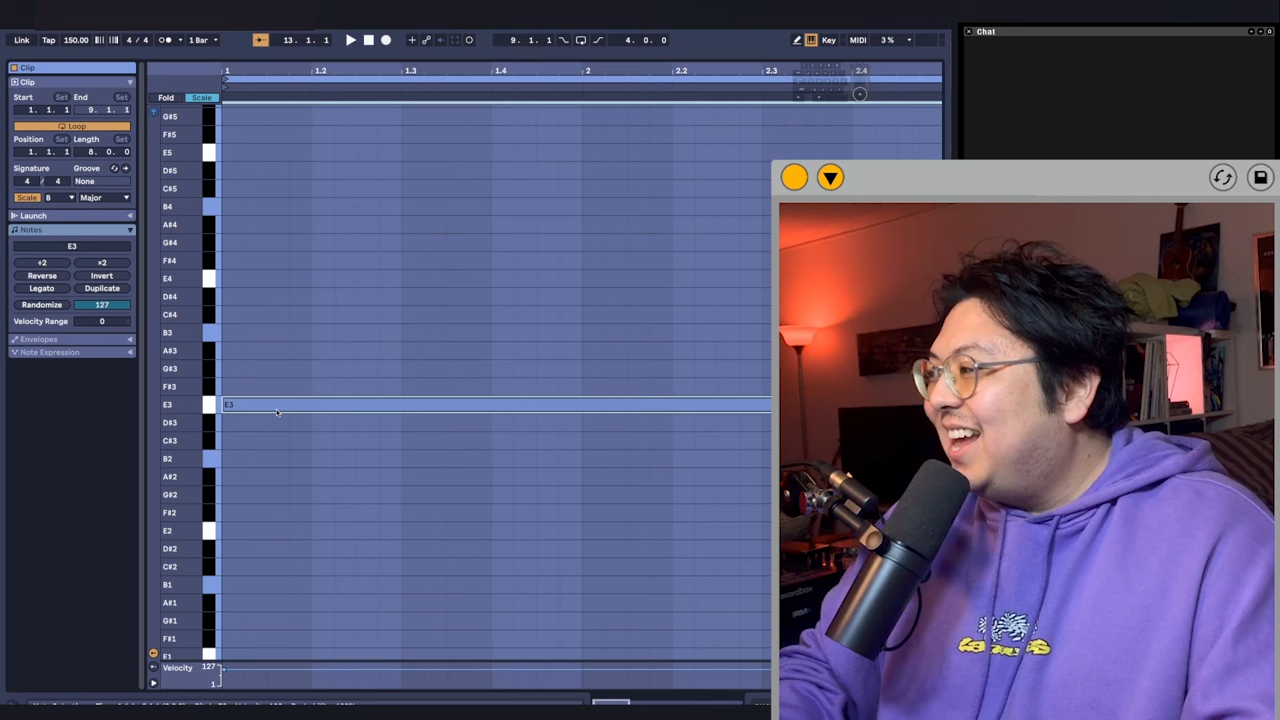 Link Tap 150.00 4 / 4 1 Bar 13. 1. 1 9. 1. 1 4. 0. 0 Key MIDI 3 %
Chat
Clip
Clip
Start Set End Set
1. 1. 1 9. 1. 1
Loop
Position Set Length Set
1. 1. 1 8. 0. 0
Signature Groove
4 / 4 None
Scale B Major
Launch
Notes
E3
÷2 ×2
Reverse Invert
Legato Duplicate
Randomize 127
Velocity Range 0
Envelopes
Note Expression
1 1.2 1.3 1.4 2 2.2 2.3 2.4
Fold Scale
G#5
F#5
E5
D#5
C#5
B4
A#4
G#4
F#4
E4
D#4
C#4
B3
A#3
G#3
F#3
E3 E3
D#3
C#3
B2
A#2
G#2
F#2
E2
D#2
C#2
B1
A#1
G#1
F#1
E1
Velocity 127
1